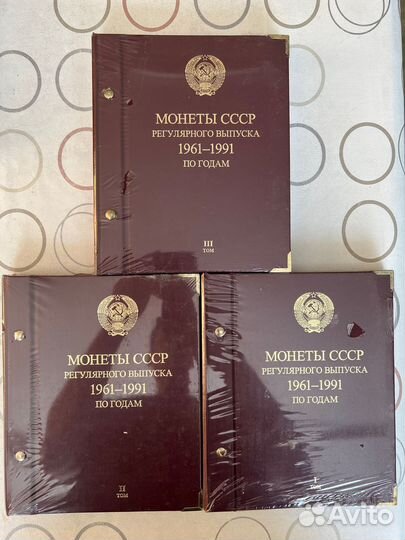 МОНЕТЫ СССР
РЕГУЛЯРНОГО ВЫПУСКА
1961–1991
ПО ГОДАМ
III
ТОМ
МОНЕТЫ СССР
РЕГУЛЯРНОГО ВЫПУСКА
1961–1991
ПО ГОДАМ
II
ТОМ
МОНЕТЫ СССР
РЕГУЛЯРНОГО ВЫПУСКА
1961–1991
ПО ГОДАМ
I
ТОМ
Avito